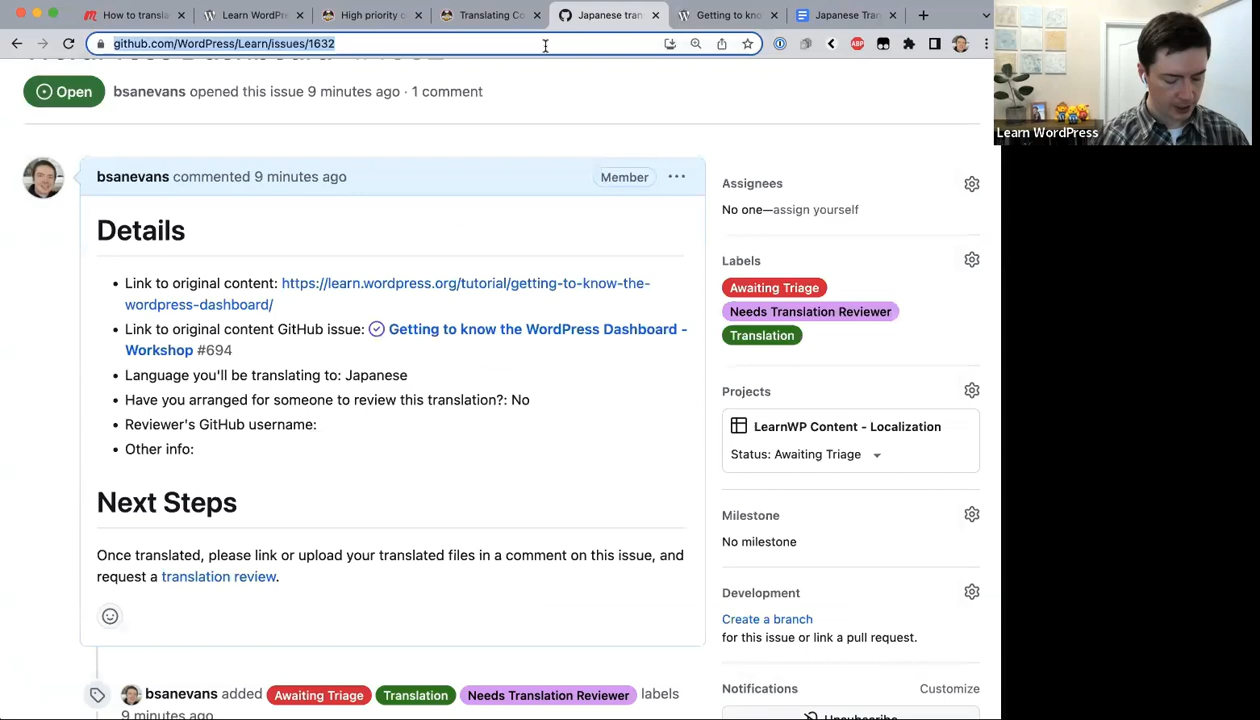 How to transla
Learn WordPre
High priority c
Translating Co
Japanese tran
Getting to kno
Japanese Tran
github.com/WordPress/Learn/issues/1632
ABP
Open
bsanevans opened this issue 9 minutes ago · 1 comment
Learn WordPress
bsanevans commented 9 minutes ago
Member
Details
• Link to original content: https://learn.wordpress.org/tutorial/getting-to-know-the-
wordpress-dashboard/
• Link to original content GitHub issue: Getting to know the WordPress Dashboard -
Workshop #694
• Language you'll be translating to: Japanese
• Have you arranged for someone to review this translation?: No
• Reviewer's GitHub username:
• Other info:
Next Steps
Once translated, please link or upload your translated files in a comment on this issue, and
request a translation review.
bsanevans added Awaiting Triage Translation Needs Translation Reviewer labels
9 minutes ago
Assignees
No one—assign yourself
Labels
Awaiting Triage
Needs Translation Reviewer
Translation
Projects
LearnWP Content - Localization
Status: Awaiting Triage
Milestone
No milestone
Development
Create a branch
for this issue or link a pull request.
Notifications
Customize
Unsubscribe